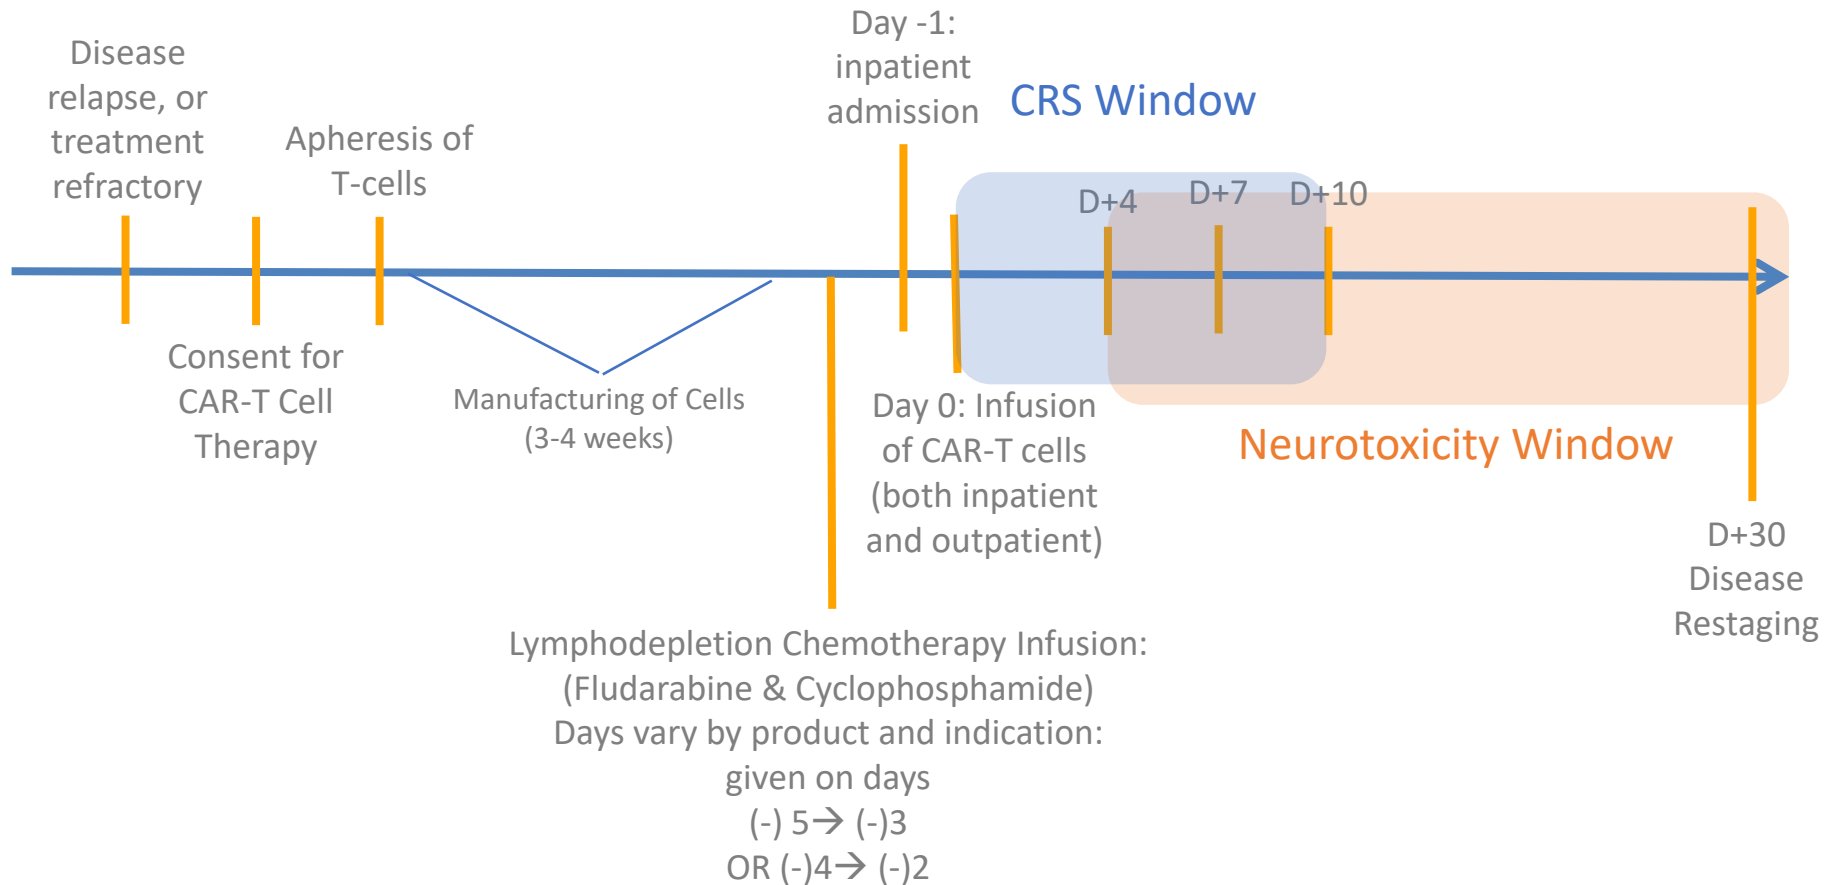 Disease
relapse, or
treatment
refractory
Consent for
CAR-T Cell
Therapy
Apheresis of
T-cells
Manufacturing of Cells
(3-4 weeks)
Lymphodepletion Chemotherapy Infusion:
(Fludarabine & Cyclophosphamide)
Days vary by product and indication:
given on days
(-) 5→ (-)3
OR (-)4→ (-)2
Day -1:
inpatient
admission
Day 0: Infusion
of CAR-T cells
(both inpatient
and outpatient)
CRS Window
D+4
D+7
D+10
Neurotoxicity Window
D+30
Disease
Restaging